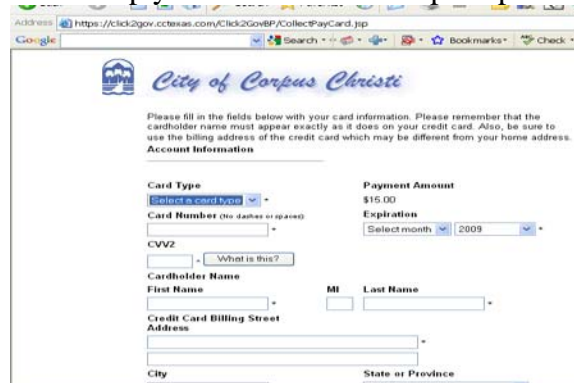 Address https://click2gov.cctexas.com/Click2GovBP/CollectPayCard.jsp
Google Search Bookmarks Check
City of Corpus Christi
Please fill in the fields below with your card information. Please remember that the
cardholder name must appear exactly as it does on your credit card. Also, be sure to
use the billing address of the credit card which may be different from your home address.
Account Information
Card Type Payment Amount
Select a card type * $15.00
Card Number (No dashes or spaces) Expiration
* Select month 2009 *
CVV2
* What is this?
Cardholder Name
First Name MI Last Name
* *
Credit Card Billing Street
Address
*
City State or Province